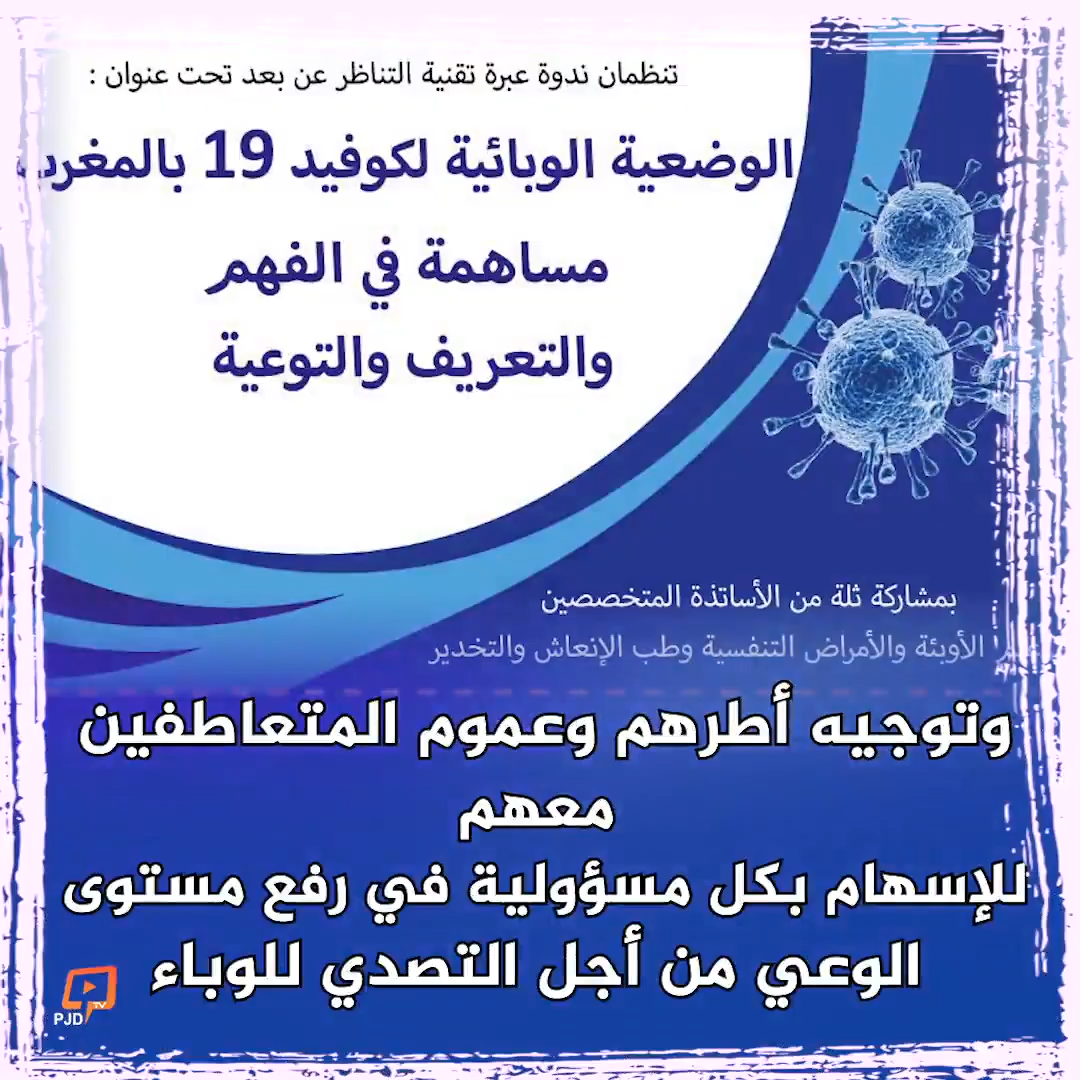 تنظمان ندوة عبرة تقنية التناظر عن بعد تحت عنوان :
الوضعية الوبائية لكوفيد 19 بالمغرب
مساهمة في الفهم
والتعريف والتوعية
بمشاركة ثلة من الأساتذة المتخصصين
الأوبئة والأمراض التنفسية وطب الإنعاش والتخدير
وتوجيه أطرهم وعموم المتعاطفين
معهم
للإسهام بكل مسؤولية في رفع مستوى
الوعي من أجل التصدي للوباء
TV
PJD